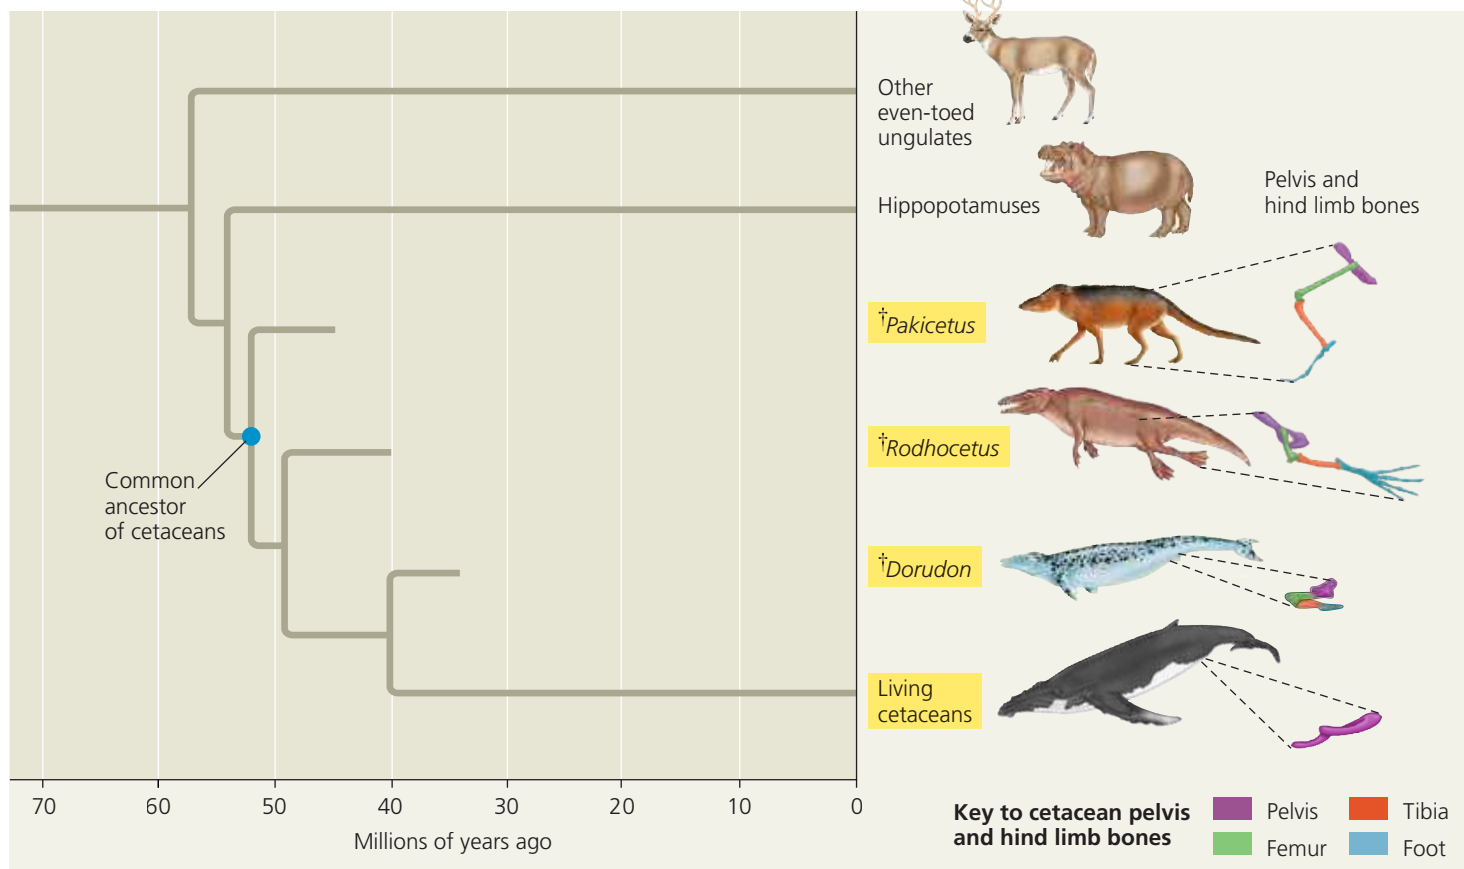 Other
even-toed
ungulates
Hippopotamuses
Pelvis and
hind limb bones
†Pakicetus
†Rodhocetus
Common
ancestor
of cetaceans
†Dorudon
Living
cetaceans
70 60 50 40 30 20 10 0
Millions of years ago
Key to cetacean pelvis
and hind limb bones
Pelvis
Tibia
Femur
Foot